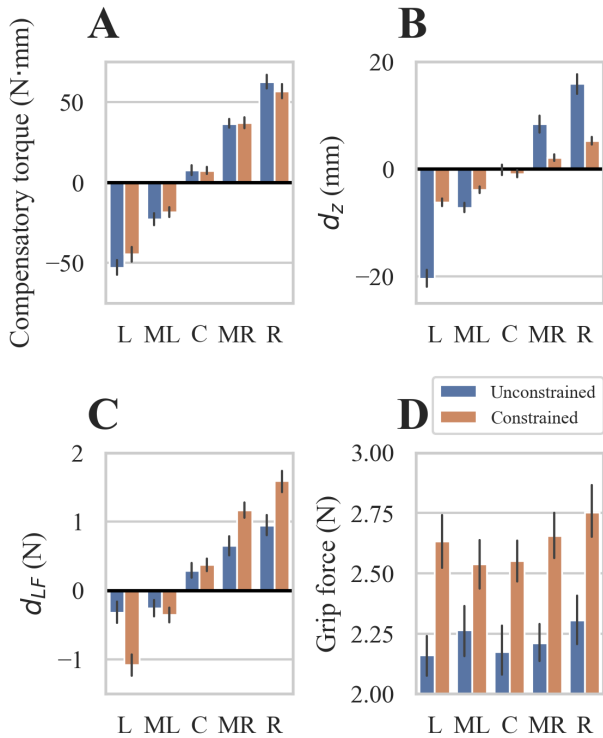 A
Compensatory torque (N·mm)
50
0
−50
L ML C MR R
B
d_z (mm)
20
0
−20
L ML C MR R
C
d_LF (N)
2
1
0
−1
L ML C MR R
Unconstrained
Constrained
D
Grip force (N)
3.00
2.75
2.50
2.25
2.00
L ML C MR R